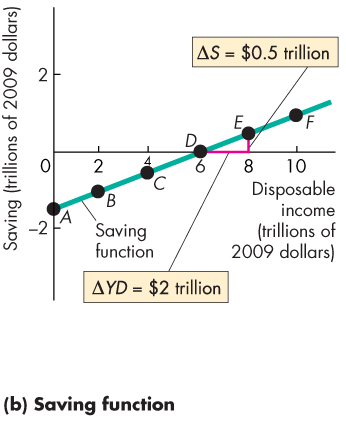 Saving (trillions of 2009 dollars)
ΔS = $0.5 trillion
2
E
F
D
0
2
4
6
8
10
A
B
C
Disposable
income
(trillions of
2009 dollars)
–2
Saving
function
ΔYD = $2 trillion
(b) Saving function